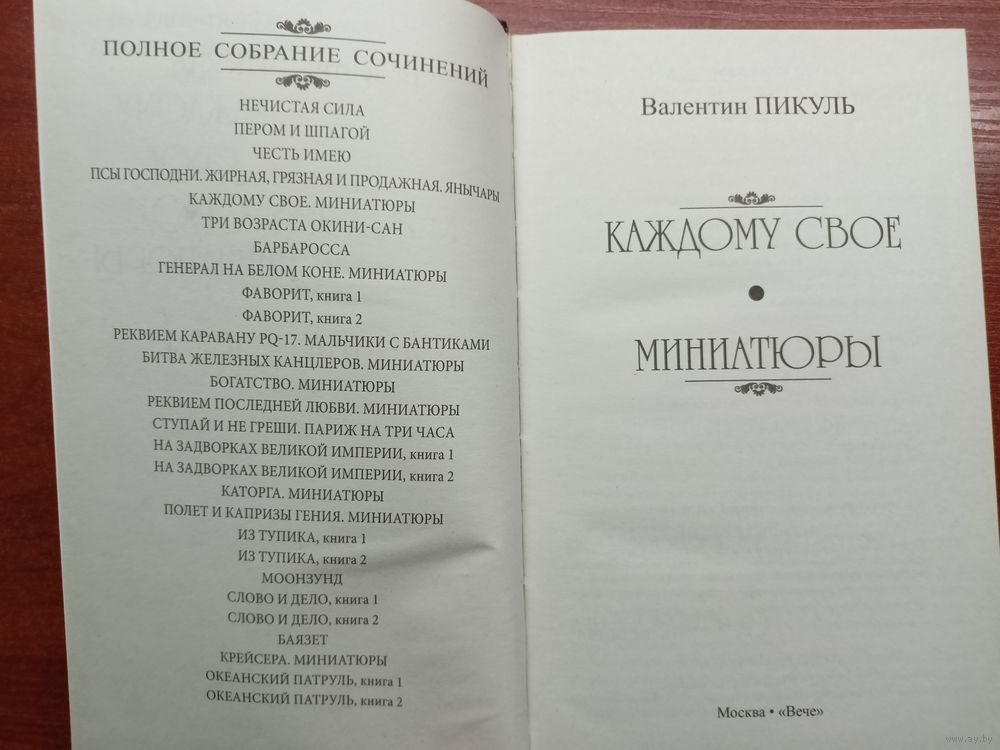 ПОЛНОЕ СОБРАНИЕ СОЧИНЕНИЙ
НЕЧИСТАЯ СИЛА
ПЕРОМ И ШПАГОЙ
ЧЕСТЬ ИМЕЮ
ПСЫ ГОСПОДНИ. ЖИРНАЯ, ГРЯЗНАЯ И ПРОДАЖНАЯ. ЯНЫЧАРЫ
КАЖДОМУ СВОЕ. МИНИАТЮРЫ
ТРИ ВОЗРАСТА ОКИНИ-САН
БАРБАРОССА
ГЕНЕРАЛ НА БЕЛОМ КОНЕ. МИНИАТЮРЫ
ФАВОРИТ, книга 1
ФАВОРИТ, книга 2
РЕКВИЕМ КАРАВАНУ PQ-17. МАЛЬЧИКИ С БАНТИКАМИ
БИТВА ЖЕЛЕЗНЫХ КАНЦЛЕРОВ. МИНИАТЮРЫ
БОГАТСТВО. МИНИАТЮРЫ
РЕКВИЕМ ПОСЛЕДНЕЙ ЛЮБВИ. МИНИАТЮРЫ
СТУПАЙ И НЕ ГРЕШИ. ПАРИЖ НА ТРИ ЧАСА
НА ЗАДВОРКАХ ВЕЛИКОЙ ИМПЕРИИ, книга 1
НА ЗАДВОРКАХ ВЕЛИКОЙ ИМПЕРИИ, книга 2
КАТОРГА. МИНИАТЮРЫ
ПОЛЕТ И КАПРИЗЫ ГЕНИЯ. МИНИАТЮРЫ
ИЗ ТУПИКА, книга 1
ИЗ ТУПИКА, книга 2
МООНЗУНД
СЛОВО И ДЕЛО, книга 1
СЛОВО И ДЕЛО, книга 2
БАЯЗЕТ
КРЕЙСЕРА. МИНИАТЮРЫ
ОКЕАНСКИЙ ПАТРУЛЬ, книга 1
ОКЕАНСКИЙ ПАТРУЛЬ, книга 2
Валентин ПИКУЛЬ
КАЖДОМУ СВОЕ
●
МИНИАТЮРЫ
Москва • «Вече»
www.ay.by